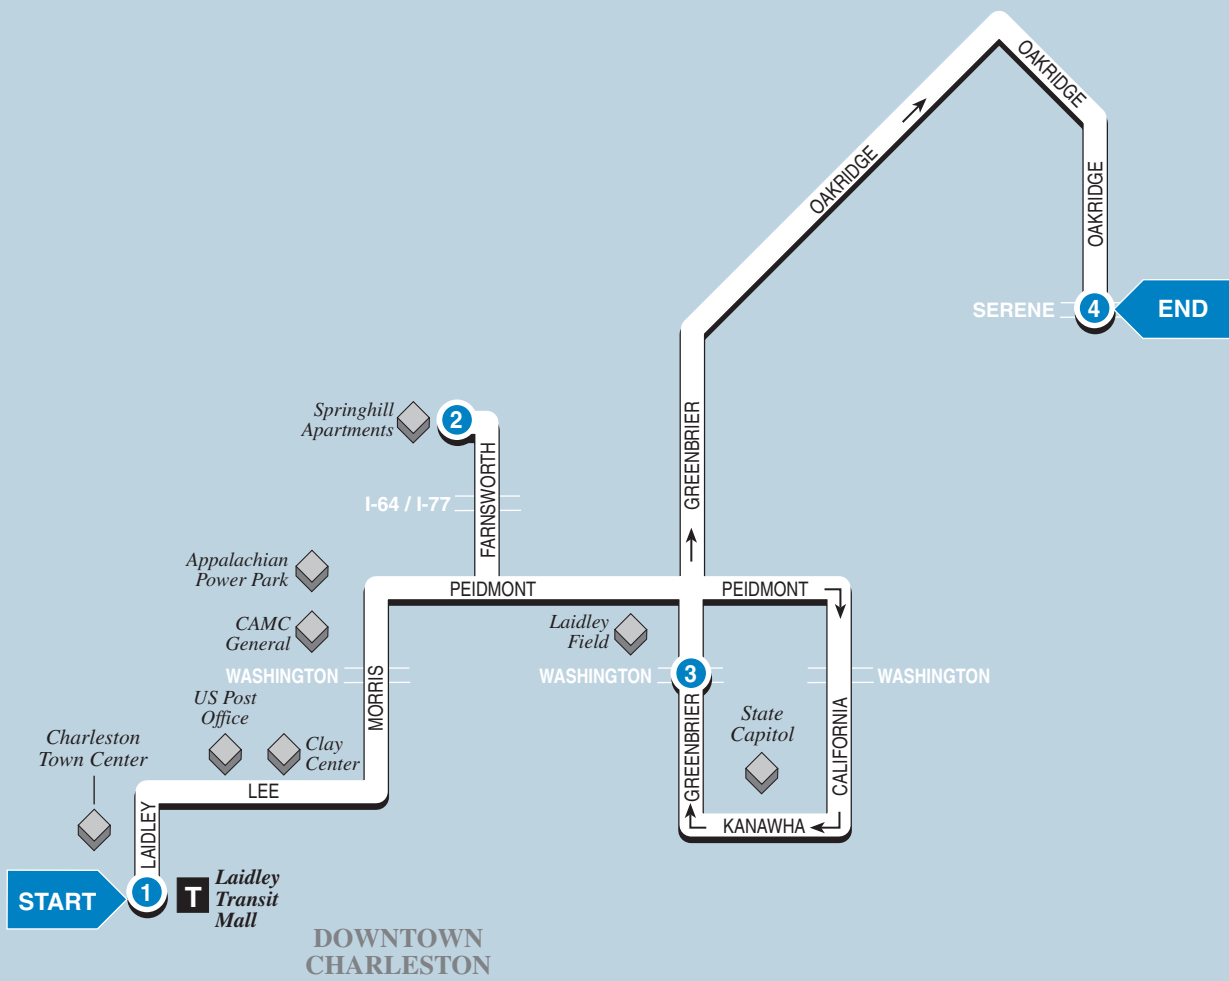 OAKRIDGE
OAKRIDGE
OAKRIDGE
SERENE
4
END
Springhill
Apartments
2
GREENBRIER
FARNSWORTH
I-64 / I-77
Appalachian
Power Park
PEIDMONT
PEIDMONT
CAMC
General
Laidley
Field
WASHINGTON
WASHINGTON
3
WASHINGTON
MORRIS
US Post
Office
Clay
Center
GREENBRIER
State
Capitol
CALIFORNIA
Charleston
Town Center
LEE
KANAWHA
LAIDLEY
START
1
T
Laidley
Transit
Mall
DOWNTOWN
CHARLESTON